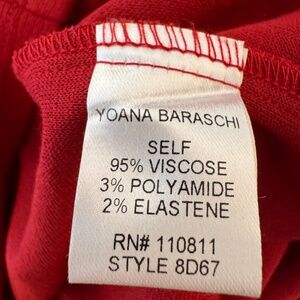 YOANA BARASCHI
SELF
95% VISCOSE
3% POLYAMIDE
2% ELASTENE
RN# 110811
STYLE 8D67